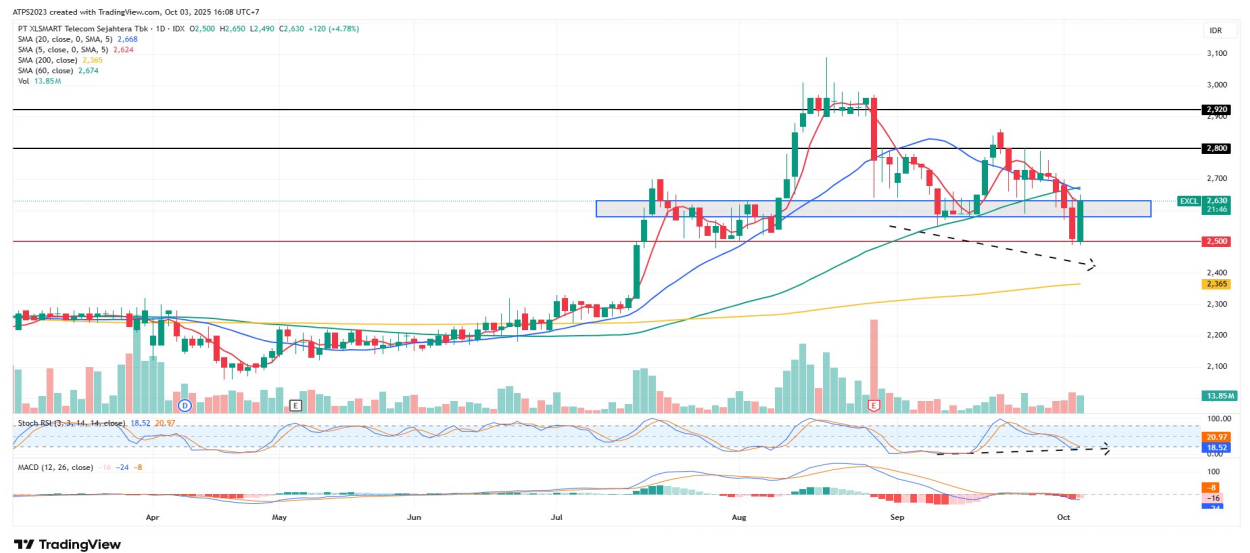 ATPS2023 created with TradingView.com, Oct 03, 2025 16:08 UTC+7
PT XLSMART Telecom Sejahtera Tbk · 1D · IDX O2,500 H2,650 L2,490 C2,630 +120 (+4.78%)
IDR
SMA (20, close, 0, SMA, 5) 2,668
SMA (5, close, 0, SMA, 5) 2,624
SMA (200, close) 2,365
SMA (60, close) 2,674
Vol 13.85M
3,100
3,000
2,920
2,900
2,800
2,700
EXCL 2,630
21:46
2,500
2,400
2,365
2,300
2,200
2,100
13.85M
D
E
E
Stoch RSI (3, 3, 14, 14, close) 18.52 20.97
100.00
20.97
18.52
0.00
MACD (12, 26, close) -16 -24 -8
100
-8
-16
-24
Apr May Jun Jul Aug Sep Oct
TradingView